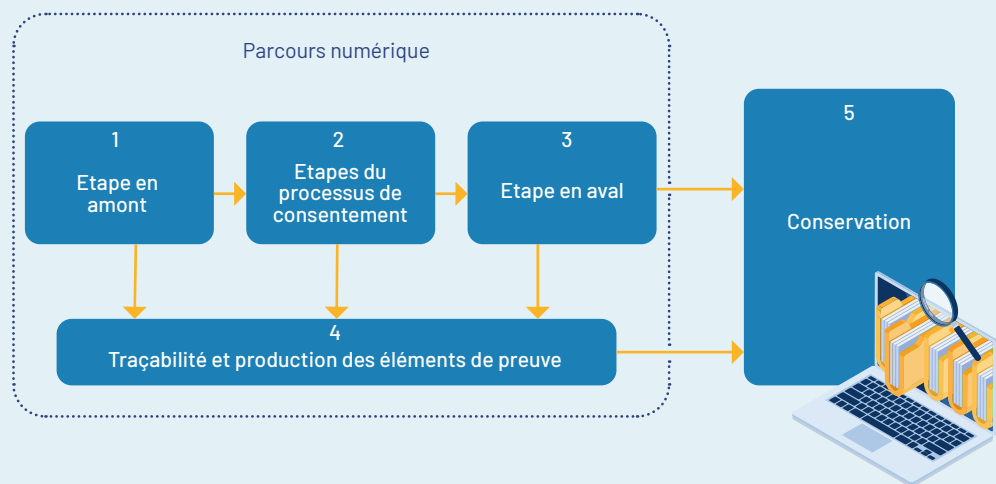 Parcours numérique
1
Etape en
amont
2
Etapes du
processus de
consentement
3
Etape en aval
4
Traçabilité et production des éléments de preuve
5
Conservation